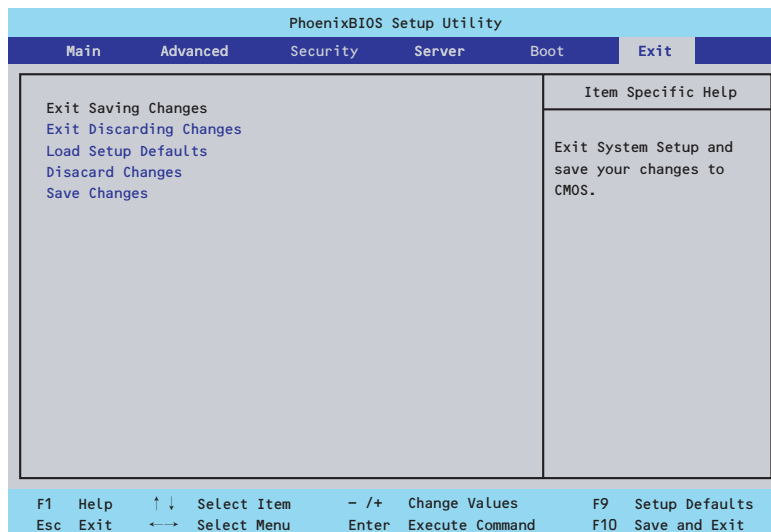 PhoenixBIOS Setup Utility
Main Advanced Security Server Boot Exit
Exit Saving Changes
Exit Discarding Changes
Load Setup Defaults
Disacard Changes
Save Changes
Item Specific Help
Exit System Setup and
save your changes to
CMOS.
F1 Help ↑↓ Select Item – /+ Change Values F9 Setup Defaults
Esc Exit ←→ Select Menu Enter Execute Command F10 Save and Exit